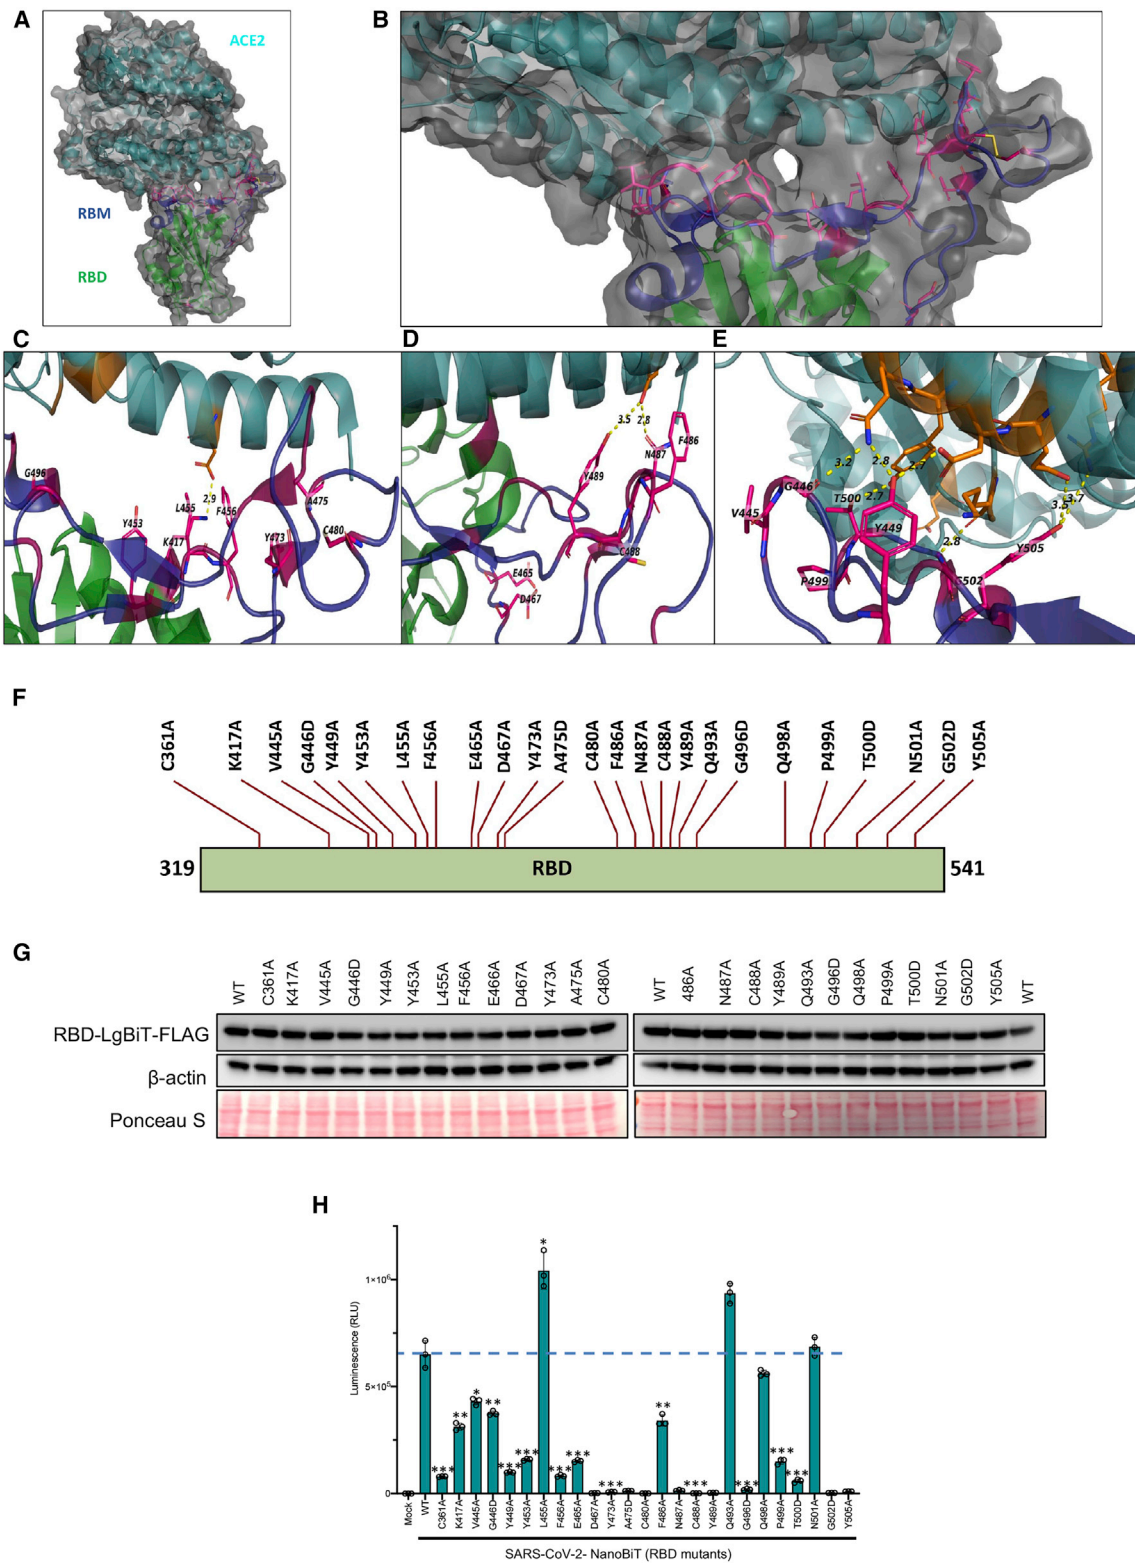 A
ACE2
RBM
RBD
B
C
G496
Y453
L455
K417
2.9
F456
Y473
A475
C480
D
3.5
2.8
F486
N487
Y489
C488
E465
D467
E
3.2
2.8
2.7
G446
T500
2.7
V445
Y449
P499
3.5
3.7
Y505
2.8
F
C361A
K417A
V445A
G446D
Y449A
Y453A
L455A
F456A
E465A
D467A
Y473A
A475D
C480A
F486A
N487A
C488A
Y489A
Q493A
G496D
Q498A
P499A
T500D
N501A
G502D
Y505A
319
RBD
541
G
WT
C361A
K417A
V445A
G446D
Y449A
Y453A
L455A
F456A
E466A
D467A
Y473A
A475A
C480A
WT
486A
N487A
C488A
Y489A
Q493A
G496D
Q498A
P499A
T500D
N501A
G502D
Y505A
WT
RBD-LgBiT-FLAG
β-actin
Ponceau S
H
Luminescence (RLU)
1×10⁶
5×10⁵
0
*
**
*
**
***
***
*
***
***
***
**
***
***
***
***
Mock
WT
C361A
K417A
V445A
G446D
Y449A
Y453A
L455A
F456A
E465A
D467A
Y473A
A475D
C480A
F486A
N487A
C488A
Y489A
Q493A
G496D
Q498A
P499A
T500D
N501A
G502D
Y505A
SARS-CoV-2- NanoBiT (RBD mutants)